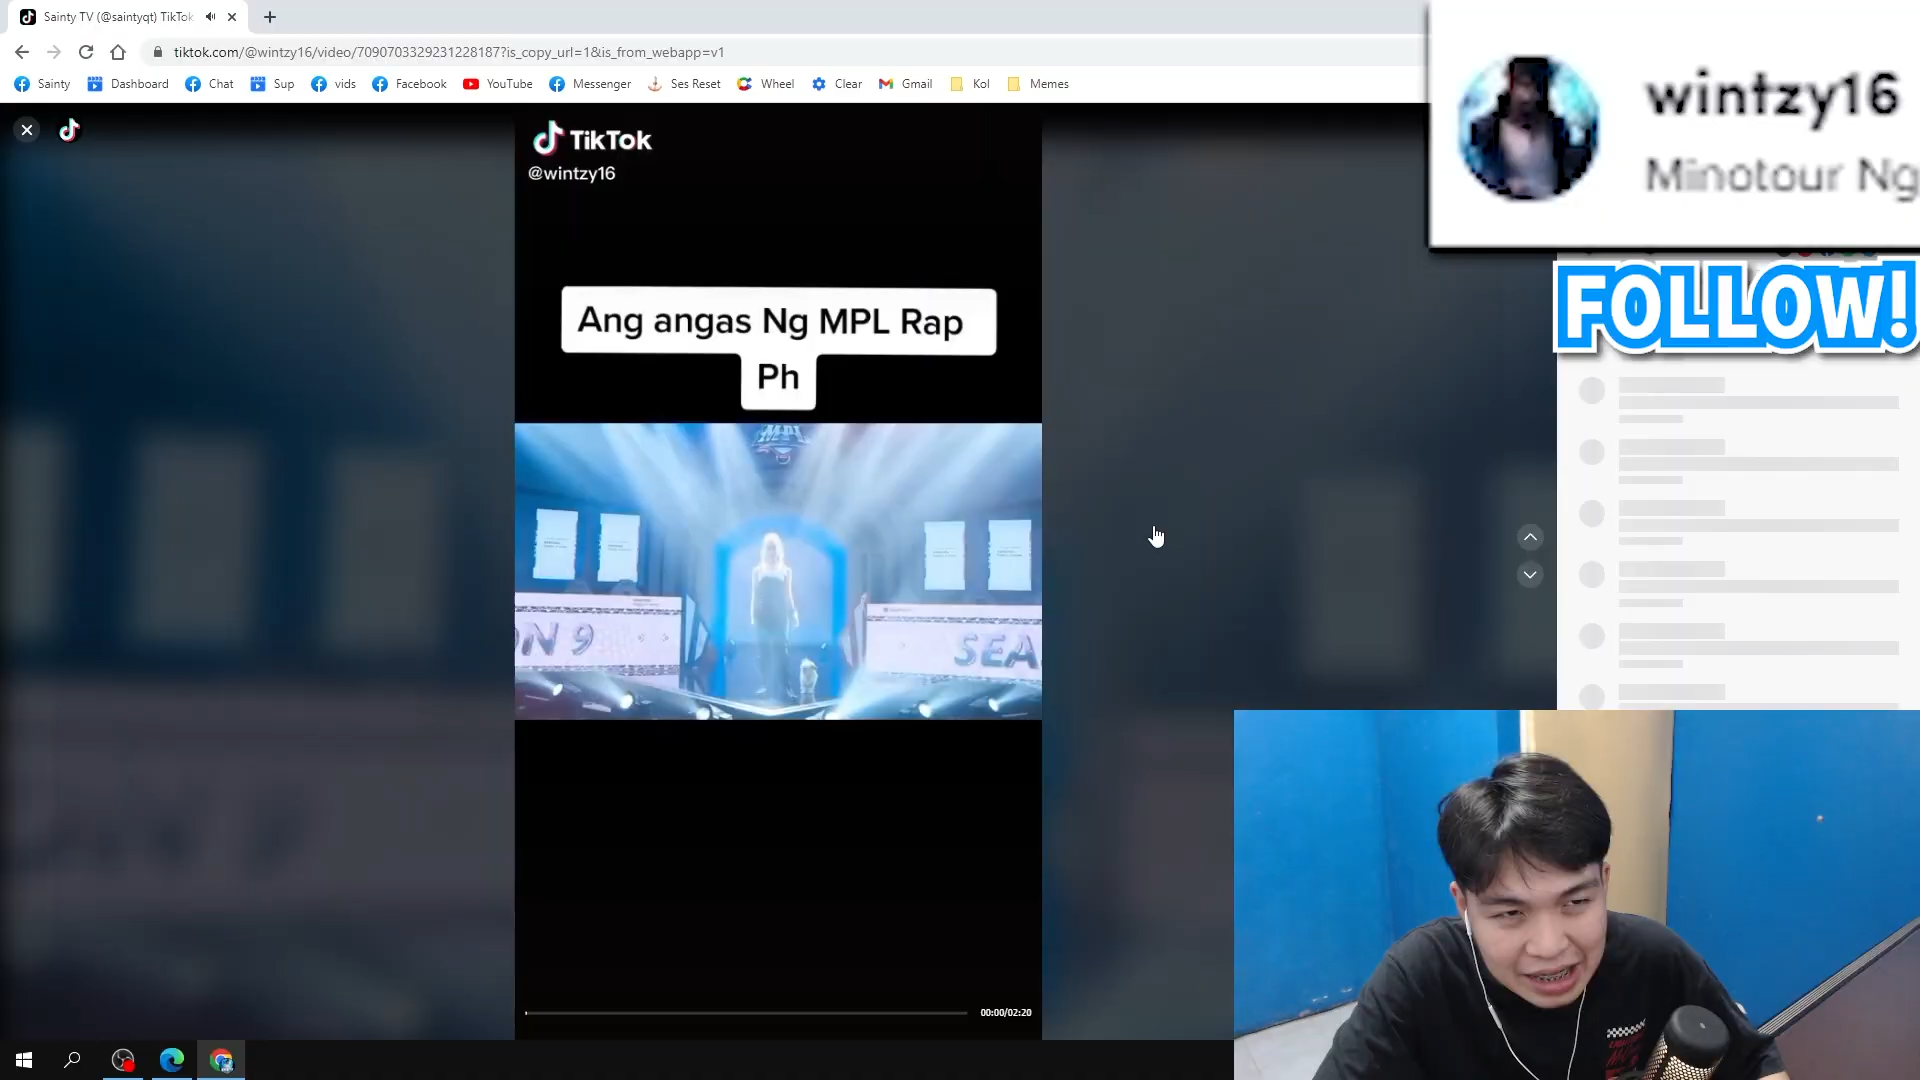 Sainty TV (@saintyqt) TikTok
tiktok.com/@wintzy16/video/7090703329231228187?is_copy_url=1&is_from_webapp=v1
Sainty
Dashboard
Chat
Sup
vids
Facebook
YouTube
Messenger
Ses Reset
Wheel
Clear
Gmail
Kol
Memes
wintzy16
Minotour Ng
FOLLOW!
TikTok
@wintzy16
Ang angas Ng MPL Rap
Ph
MPL
ON 9
SEA
00:00/02:20